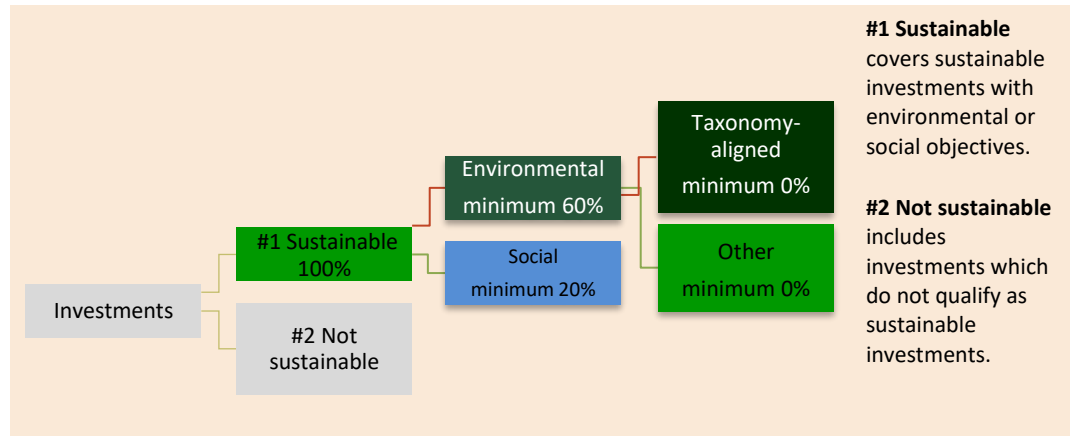 Investments
#1 Sustainable
100%
#2 Not
sustainable
Environmental
minimum 60%
Social
minimum 20%
Taxonomy-
aligned
minimum 0%
Other
minimum 0%
#1 Sustainable
covers sustainable
investments with
environmental or
social objectives.
#2 Not sustainable
includes
investments which
do not qualify as
sustainable
investments.